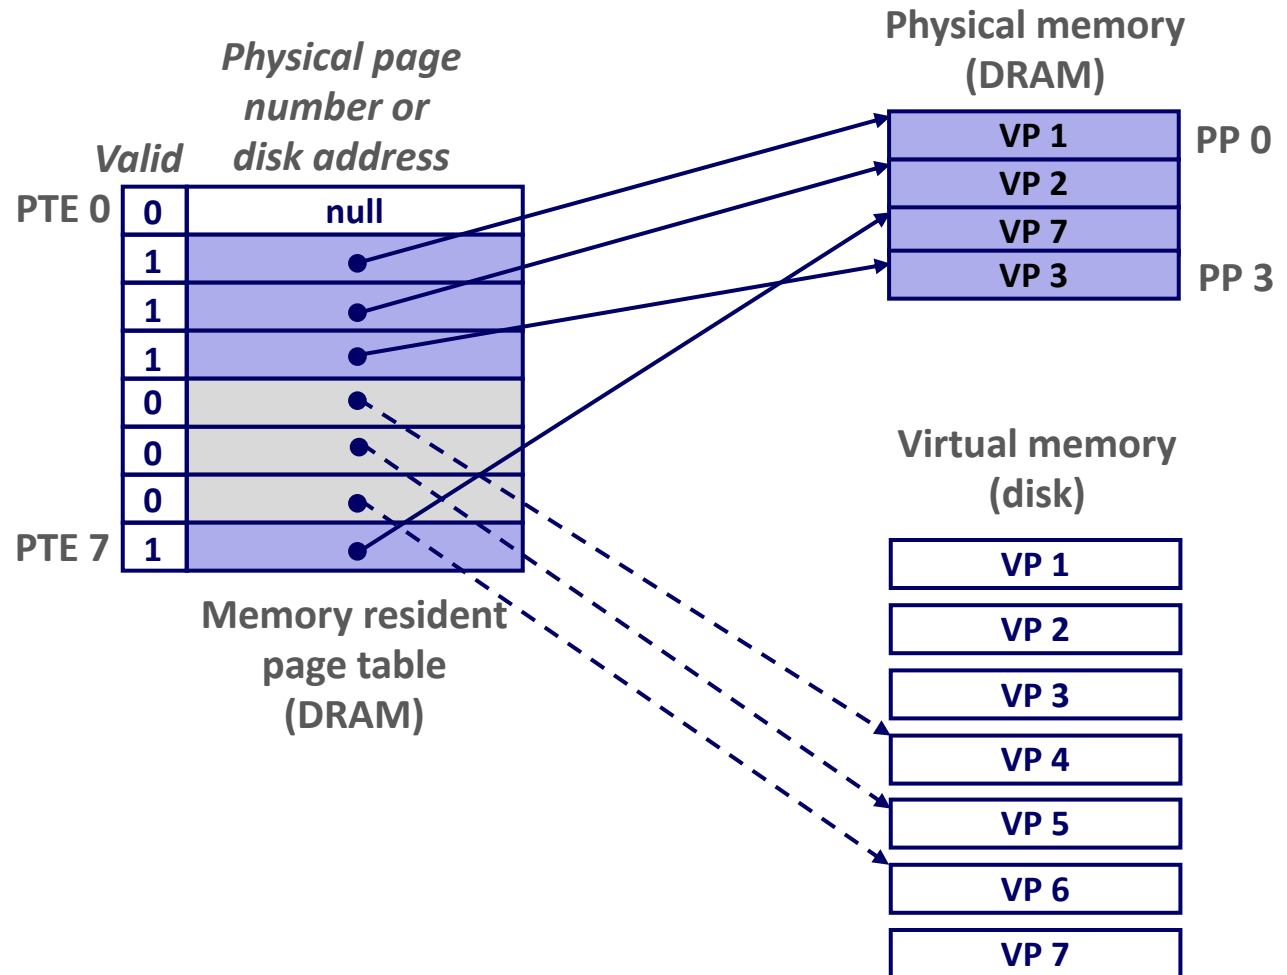 Physical page
number or
disk address
Valid
PTE 0
0
null
1
1
1
0
0
0
PTE 7
1
Memory resident
page table
(DRAM)
Physical memory
(DRAM)
VP 1
PP 0
VP 2
VP 7
VP 3
PP 3
Virtual memory
(disk)
VP 1
VP 2
VP 3
VP 4
VP 5
VP 6
VP 7